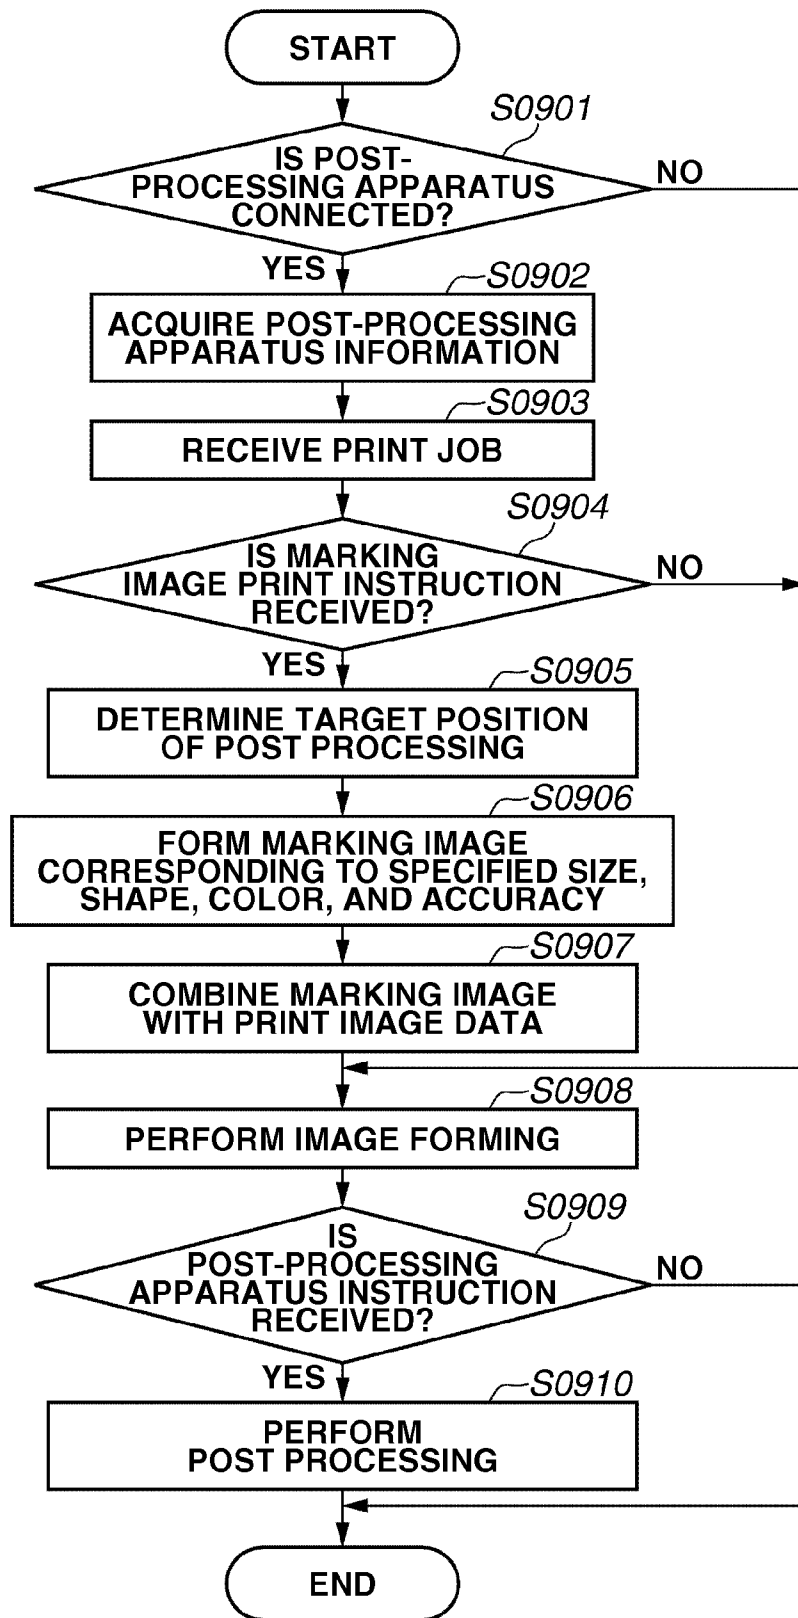 START
S0901
IS POST-
PROCESSING APPARATUS
CONNECTED?
NO
YES
S0902
ACQUIRE POST-PROCESSING
APPARATUS INFORMATION
S0903
RECEIVE PRINT JOB
S0904
IS MARKING
IMAGE PRINT INSTRUCTION
RECEIVED?
NO
YES
S0905
DETERMINE TARGET POSITION
OF POST PROCESSING
S0906
FORM MARKING IMAGE
CORRESPONDING TO SPECIFIED SIZE,
SHAPE, COLOR, AND ACCURACY
S0907
COMBINE MARKING IMAGE
WITH PRINT IMAGE DATA
S0908
PERFORM IMAGE FORMING
S0909
IS
POST-PROCESSING
APPARATUS INSTRUCTION
RECEIVED?
NO
YES
S0910
PERFORM
POST PROCESSING
END